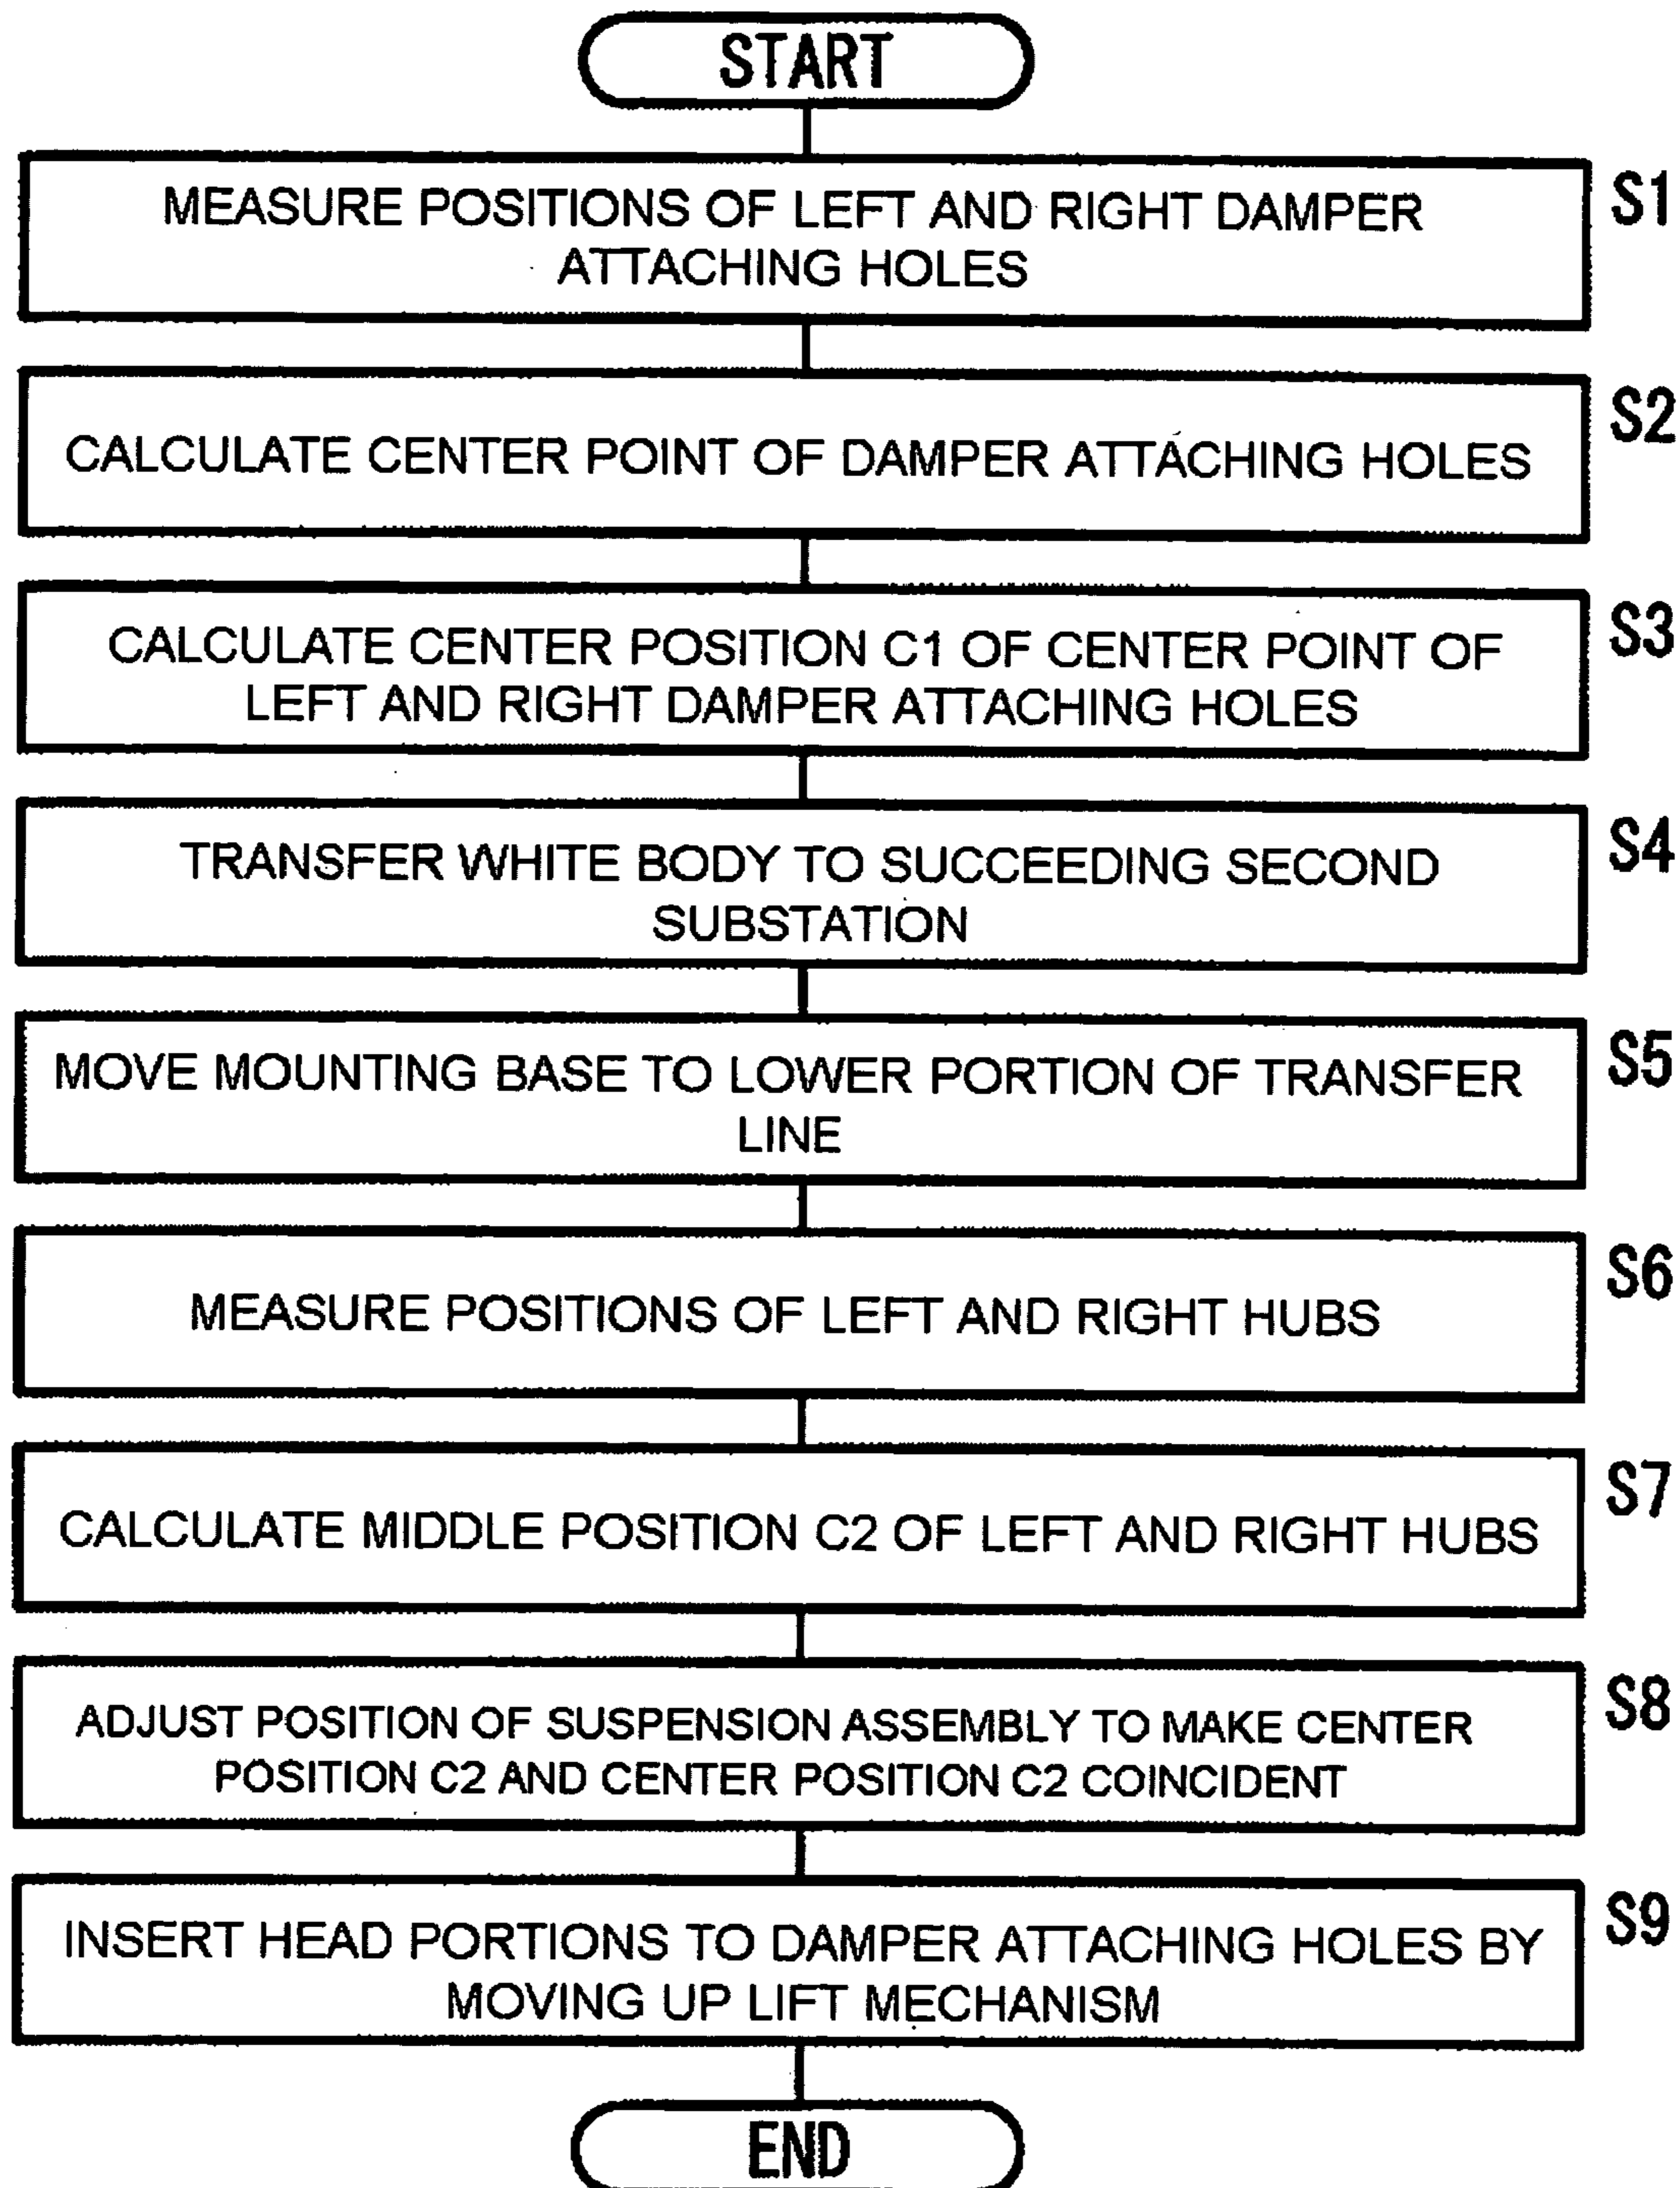 START
MEASURE POSITIONS OF LEFT AND RIGHT DAMPER
ATTACHING HOLES
S1
CALCULATE CENTER POINT OF DAMPER ATTACHING HOLES
S2
CALCULATE CENTER POSITION C1 OF CENTER POINT OF
LEFT AND RIGHT DAMPER ATTACHING HOLES
S3
TRANSFER WHITE BODY TO SUCCEEDING SECOND
SUBSTATION
S4
MOVE MOUNTING BASE TO LOWER PORTION OF TRANSFER
LINE
S5
MEASURE POSITIONS OF LEFT AND RIGHT HUBS
S6
CALCULATE MIDDLE POSITION C2 OF LEFT AND RIGHT HUBS
S7
ADJUST POSITION OF SUSPENSION ASSEMBLY TO MAKE CENTER
POSITION C2 AND CENTER POSITION C2 COINCIDENT
S8
INSERT HEAD PORTIONS TO DAMPER ATTACHING HOLES BY
MOVING UP LIFT MECHANISM
S9
END